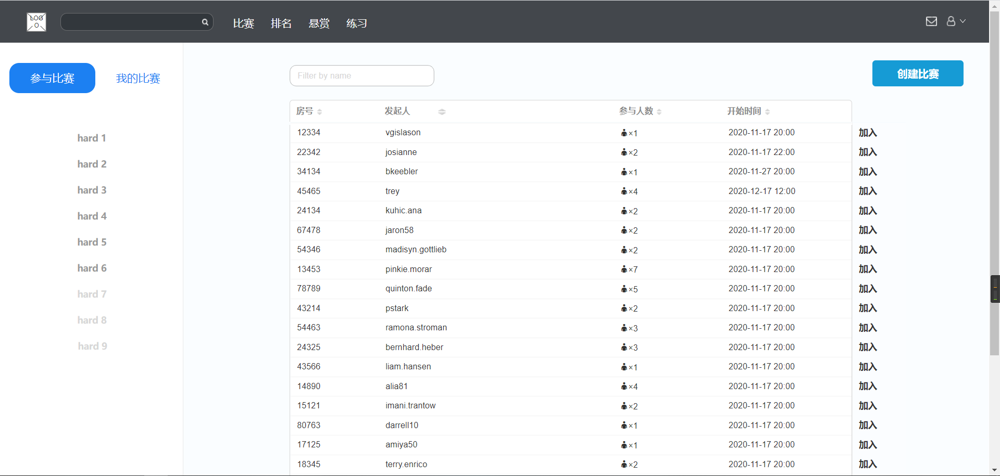 LOG
O
比赛 排名 悬赏 练习
参与比赛 我的比赛
hard 1
hard 2
hard 3
hard 4
hard 5
hard 6
hard 7
hard 8
hard 9
Filter by name
创建比赛
房号 发起人 参与人数 开始时间
12334 vgislason ×1 2020-11-17 20:00 加入
22342 josianne ×2 2020-11-17 22:00 加入
34134 bkeebler ×1 2020-11-27 20:00 加入
45465 trey ×4 2020-12-17 12:00 加入
24134 kuhic.ana ×2 2020-11-17 20:00 加入
67478 jaron58 ×2 2020-11-17 20:00 加入
54346 madisyn.gottlieb ×2 2020-11-17 20:00 加入
13453 pinkie.morar ×7 2020-11-17 20:00 加入
78789 quinton.fade ×5 2020-11-17 20:00 加入
43214 pstark ×2 2020-11-17 20:00 加入
54463 ramona.stroman ×3 2020-11-17 20:00 加入
24325 bernhard.heber ×3 2020-11-17 20:00 加入
43566 liam.hansen ×1 2020-11-17 20:00 加入
14890 alia81 ×4 2020-11-17 20:00 加入
15121 imani.trantow ×2 2020-11-17 20:00 加入
80763 darrell10 ×1 2020-11-17 20:00 加入
17125 amiya50 ×1 2020-11-17 20:00 加入
18345 terry.enrico ×2 2020-11-17 20:00 加入